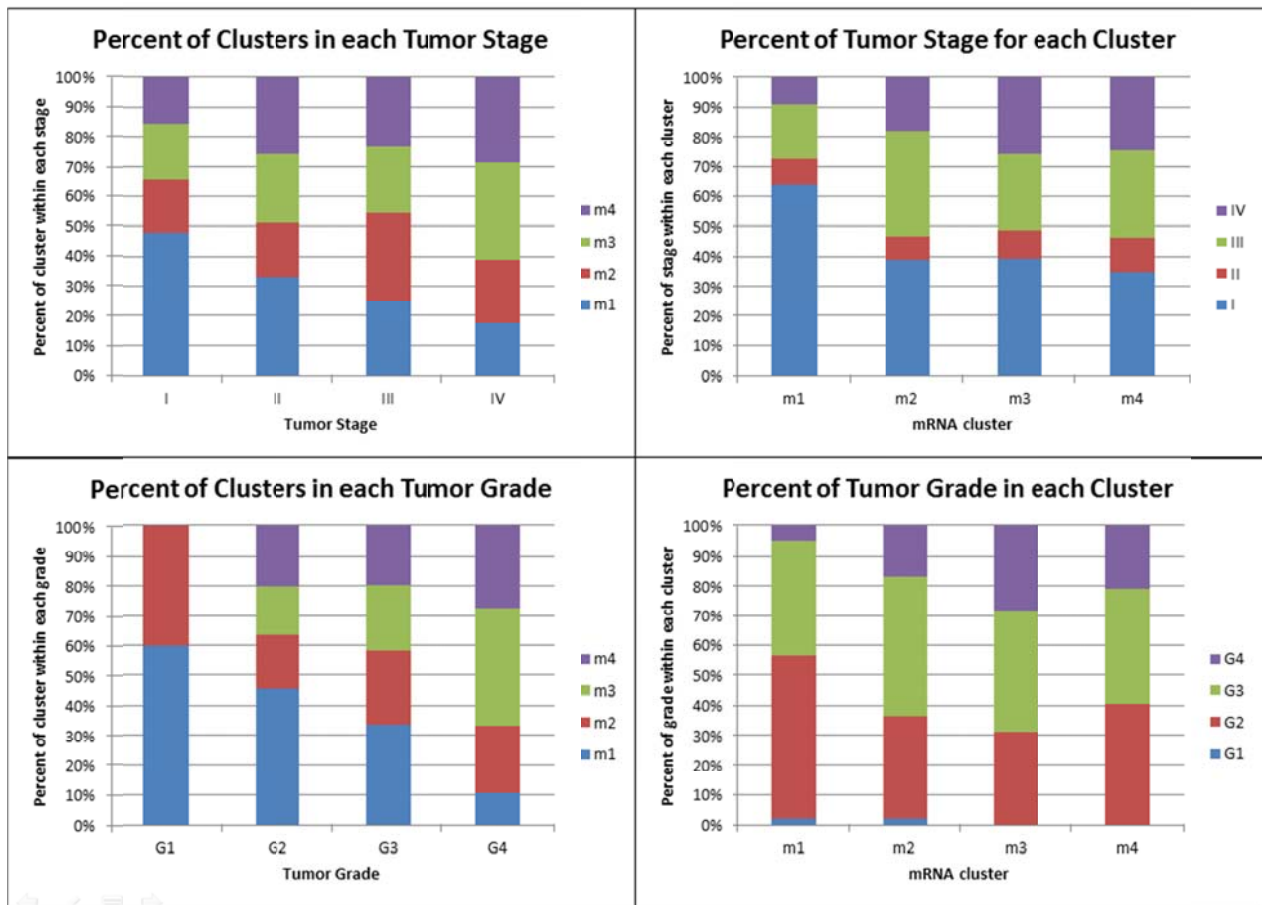 Percent of Clusters in each Tumor Stage
Percent of cluster within each stage
100%
90%
80%
70%
60%
50%
40%
30%
20%
10%
0%
I
II
III
IV
Tumor Stage
m4
m3
m2
m1
Percent of Tumor Stage for each Cluster
Percent of stage within each cluster
100%
90%
80%
70%
60%
50%
40%
30%
20%
10%
0%
m1
m2
m3
m4
mRNA cluster
IV
III
II
I
Percent of Clusters in each Tumor Grade
Percent of cluster within each grade
100%
90%
80%
70%
60%
50%
40%
30%
20%
10%
0%
G1
G2
G3
G4
Tumor Grade
m4
m3
m2
m1
Percent of Tumor Grade in each Cluster
Percent of grade within each cluster
100%
90%
80%
70%
60%
50%
40%
30%
20%
10%
0%
m1
m2
m3
m4
mRNA cluster
G4
G3
G2
G1